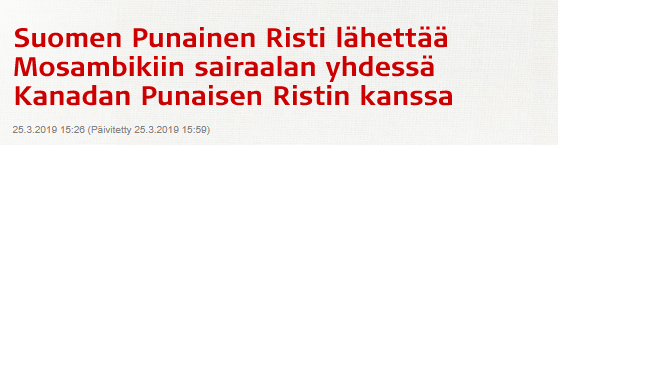 Suomen Punainen Risti lähettää
Mosambikiin sairaalan yhdessä
Kanadan Punaisen Ristin kanssa
25.3.2019 15:26 (Päivitetty 25.3.2019 15:59)